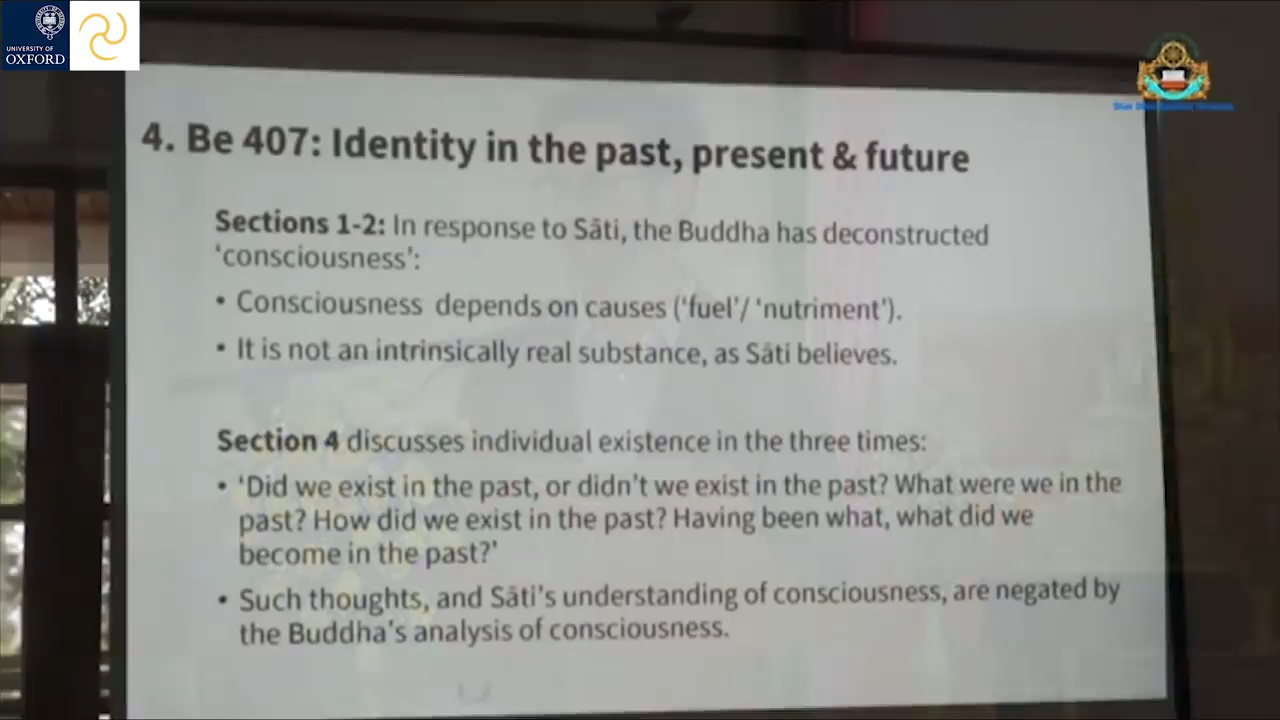 UNIVERSITY OF
OXFORD
4. Be 407: Identity in the past, present & future
Sections 1-2: In response to Sāti, the Buddha has deconstructed
‘consciousness’:
• Consciousness depends on causes (‘fuel’/ ‘nutriment’).
• It is not an intrinsically real substance, as Sāti believes.
Section 4 discusses individual existence in the three times:
• ‘Did we exist in the past, or didn’t we exist in the past? What were we in the
past? How did we exist in the past? Having been what, what did we
become in the past?’
• Such thoughts, and Sāti’s understanding of consciousness, are negated by
the Buddha’s analysis of consciousness.